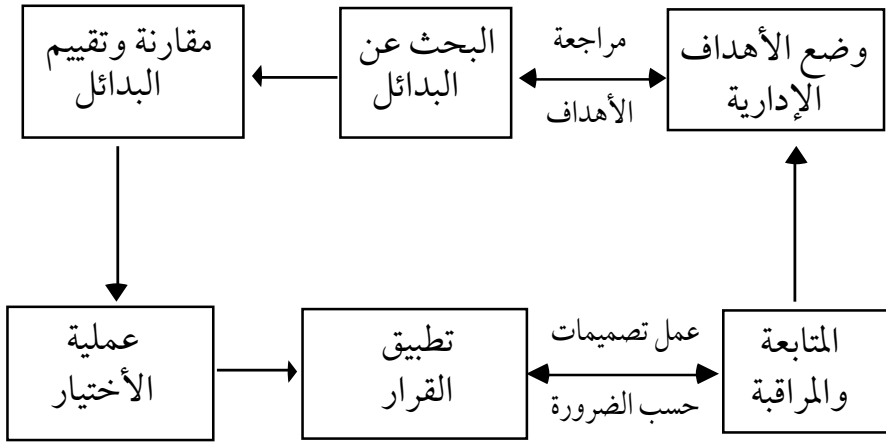 وضع الأهداف
الإدارية
مراجعة
الأهداف
البحث عن
البدائل
مقارنة وتقييم
البدائل
عملية
الأختيار
تطبيق
القرار
عمل تصميمات
حسب الضرورة
المتابعة
والمراقبة